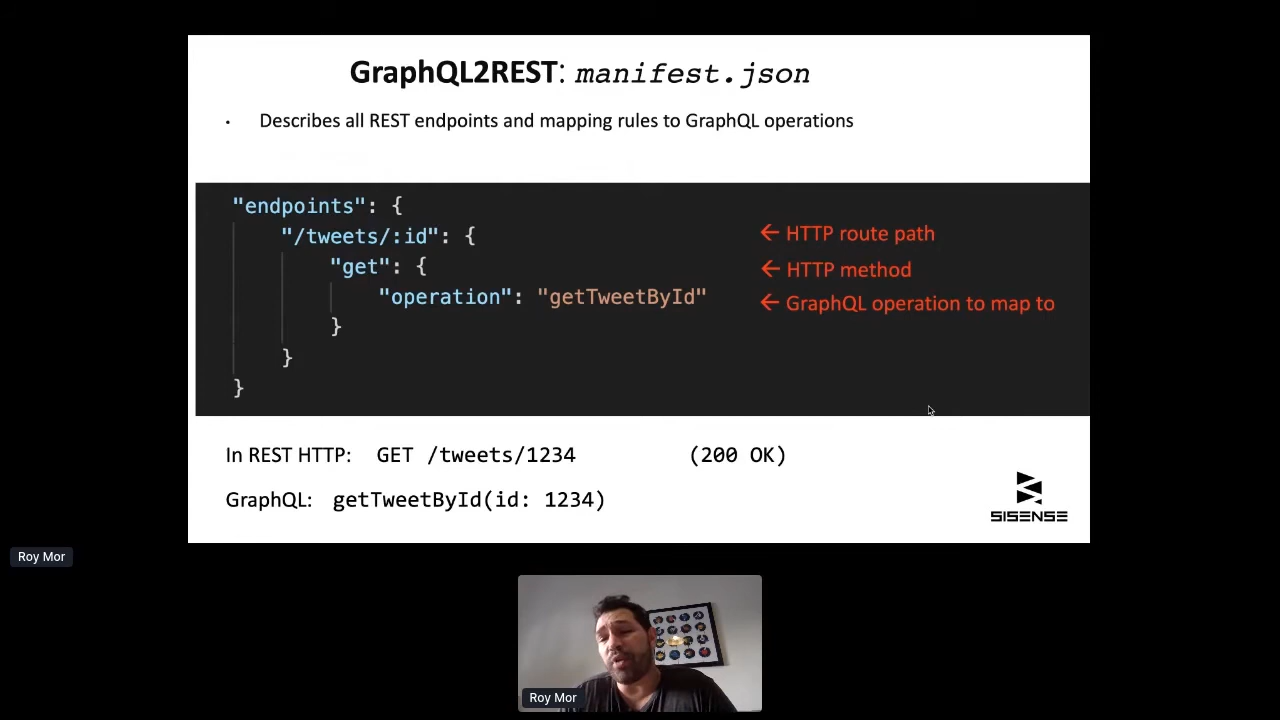 GraphQL2REST: manifest.json
• Describes all REST endpoints and mapping rules to GraphQL operations
"endpoints": {
"/tweets/:id": { ← HTTP route path
"get": { ← HTTP method
"operation": "getTweetById" ← GraphQL operation to map to
}
}
}
In REST HTTP: GET /tweets/1234 (200 OK)
GraphQL: getTweetById(id: 1234)
SISENSE
Roy Mor
Roy Mor